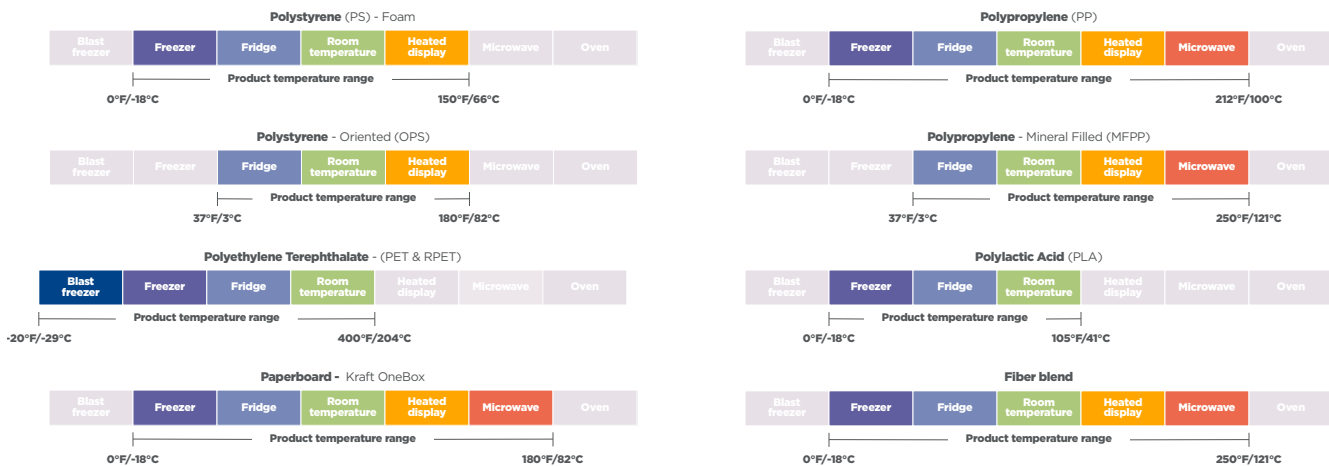 Polystyrene (PS) - Foam
Blast freezer
Freezer
Fridge
Room temperature
Heated display
Microwave
Oven
Product temperature range
0°F/-18°C
150°F/66°C
Polystyrene - Oriented (OPS)
Blast freezer
Freezer
Fridge
Room temperature
Heated display
Microwave
Oven
Product temperature range
37°F/3°C
180°F/82°C
Polyethylene Terephthalate - (PET & RPET)
Blast freezer
Freezer
Fridge
Room temperature
Heated display
Microwave
Oven
Product temperature range
-20°F/-29°C
400°F/204°C
Paperboard - Kraft OneBox
Blast freezer
Freezer
Fridge
Room temperature
Heated display
Microwave
Oven
Product temperature range
0°F/-18°C
180°F/82°C
Polypropylene (PP)
Blast freezer
Freezer
Fridge
Room temperature
Heated display
Microwave
Oven
Product temperature range
0°F/-18°C
212°F/100°C
Polypropylene - Mineral Filled (MFPP)
Blast freezer
Freezer
Fridge
Room temperature
Heated display
Microwave
Oven
Product temperature range
37°F/3°C
250°F/121°C
Polylactic Acid (PLA)
Blast freezer
Freezer
Fridge
Room temperature
Heated display
Microwave
Oven
Product temperature range
0°F/-18°C
105°F/41°C
Fiber blend
Blast freezer
Freezer
Fridge
Room temperature
Heated display
Microwave
Oven
Product temperature range
0°F/-18°C
250°F/121°C